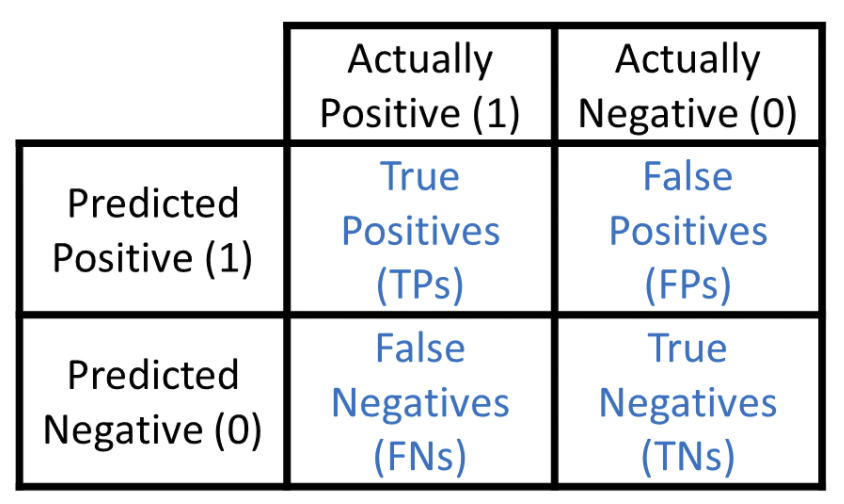 Actually
Positive (1)
Actually
Negative (0)
Predicted
Positive (1)
True
Positives
(TPs)
False
Positives
(FPs)
Predicted
Negative (0)
False
Negatives
(FNs)
True
Negatives
(TNs)